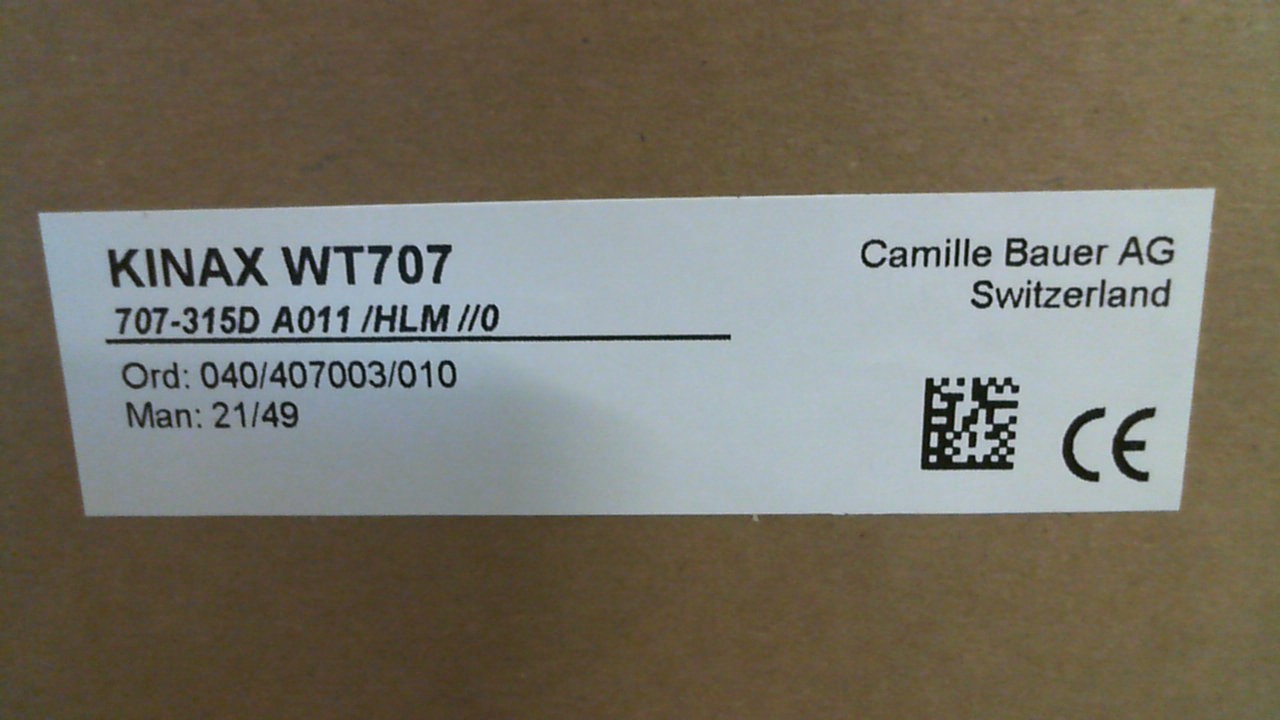 KINAX WT707
707-315D A011 /HLM //0
Ord: 040/407003/010
Man: 21/49
Camille Bauer AG
Switzerland
CE